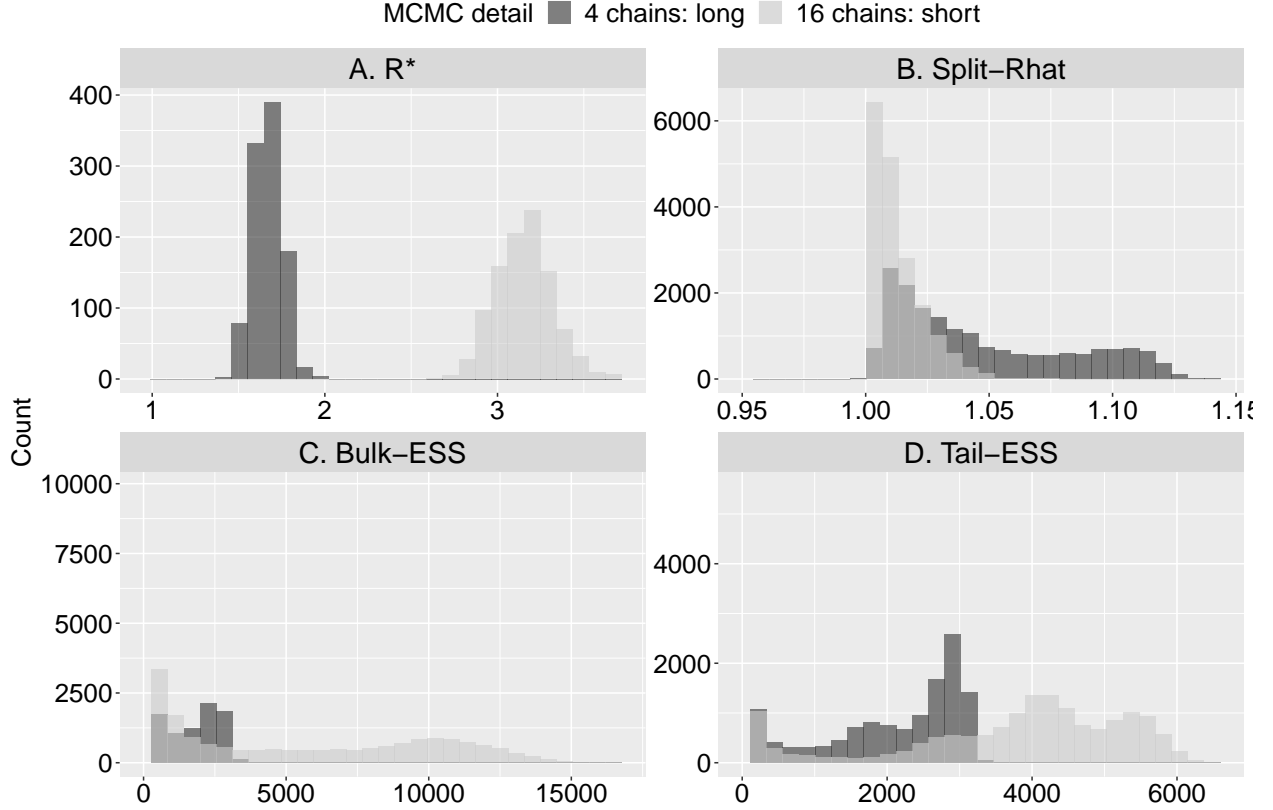 MCMC detail 4 chains: long 16 chains: short
A. R*
B. Split−Rhat
400
300
200
100
0
1 2 3
6000
4000
2000
0
0.95 1.00 1.05 1.10 1.15
Count
C. Bulk−ESS
D. Tail−ESS
10000
7500
5000
2500
0
0 5000 10000 15000
4000
2000
0
0 2000 4000 6000